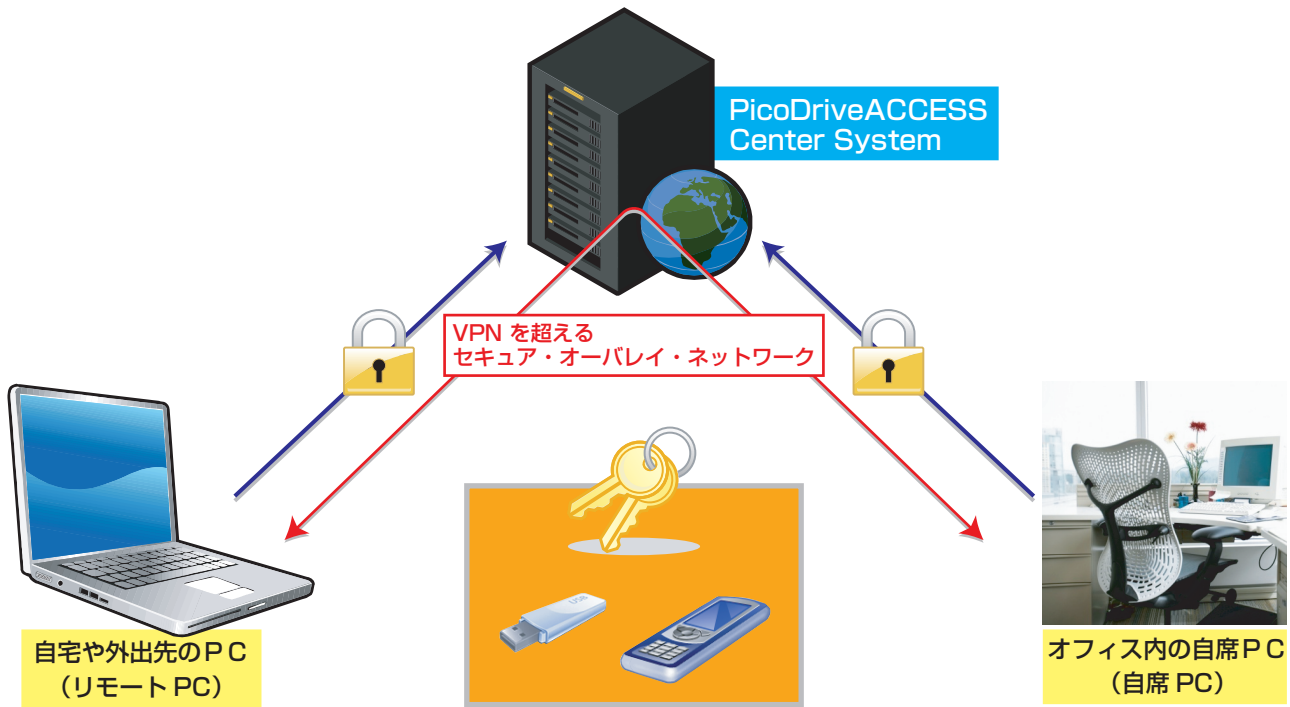 PicoDriveACCESS
Center System
VPN を超える
セキュア・オーバレイ・ネットワーク
USB
自宅や外出先のＰＣ
（リモート PC）
オフィス内の自席ＰＣ
（自席 PC）